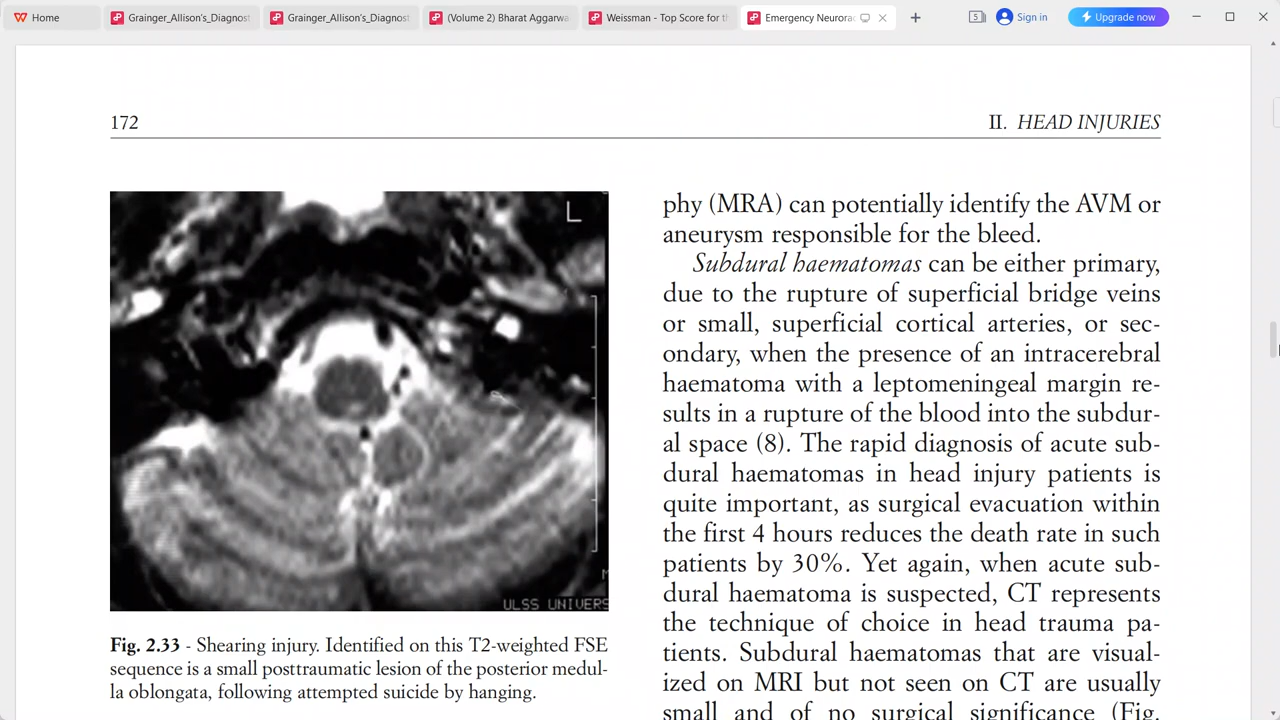 Home
Grainger_Allison's_Diagnost
Grainger_Allison's_Diagnost
(Volume 2) Bharat Aggarwa
Weissman - Top Score for t
Emergency Neurora
5
Sign in
Upgrade now
172
II. HEAD INJURIES
L
ULSS UNIVERS
Fig. 2.33 - Shearing injury. Identified on this T2-weighted FSE
sequence is a small posttraumatic lesion of the posterior medul-
la oblongata, following attempted suicide by hanging.
phy (MRA) can potentially identify the AVM or
aneurysm responsible for the bleed.
Subdural haematomas can be either primary,
due to the rupture of superficial bridge veins
or small, superficial cortical arteries, or sec-
ondary, when the presence of an intracerebral
haematoma with a leptomeningeal margin re-
sults in a rupture of the blood into the subdur-
al space (8). The rapid diagnosis of acute sub-
dural haematoma in head injury patients is
quite important, as surgical evacuation within
the first 4 hours reduces the death rate in such
patients by 30%. Yet again, when acute sub-
dural haematoma is suspected, CT represents
the technique of choice in head trauma pa-
tients. Subdural haematomas that are visual-
ized on MRI but not seen on CT are usually
small and of no surgical significance (Fig.